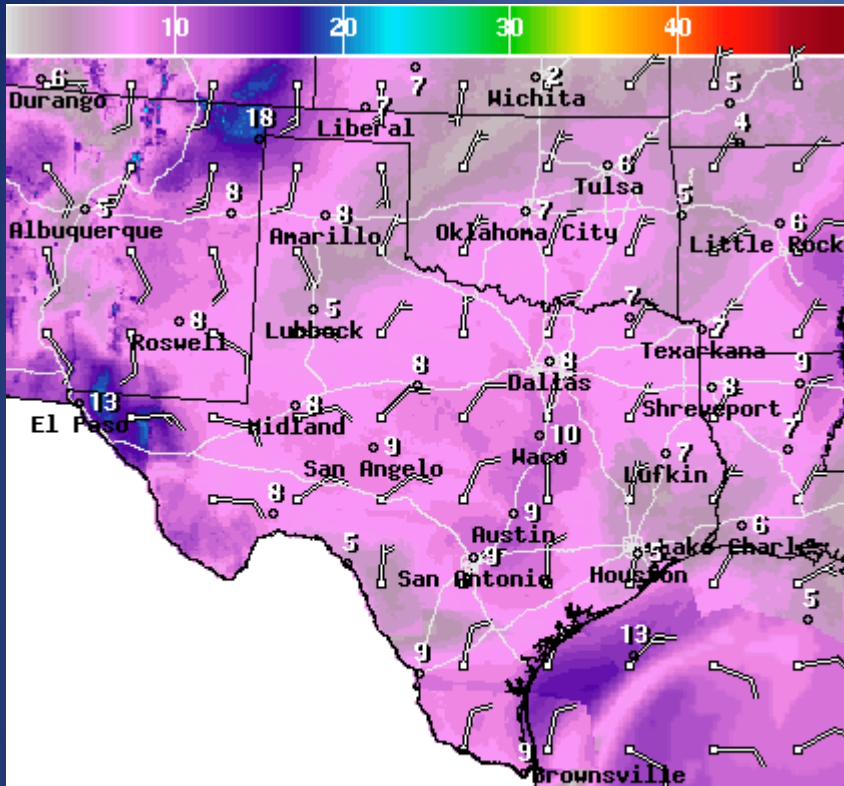 10 20 30 40
6 7 2 5
Durango Wichita
7
Liberal
18 4
6
Tulsa
5 8 8 7 5 6
Albuquerque Amarillo Oklahoma City Little Rock
8 5 7 7
Roswell Lubbock Texarkana
8 8 9
Dallas
13 8 8
El Paso Midland Shreveport
9 10 7 7
San Angelo Waco Lufkin
8 9 6
Austin
5 9 5 Lake Charles
San Antonio Houston
5
13
9
9
Brownsville